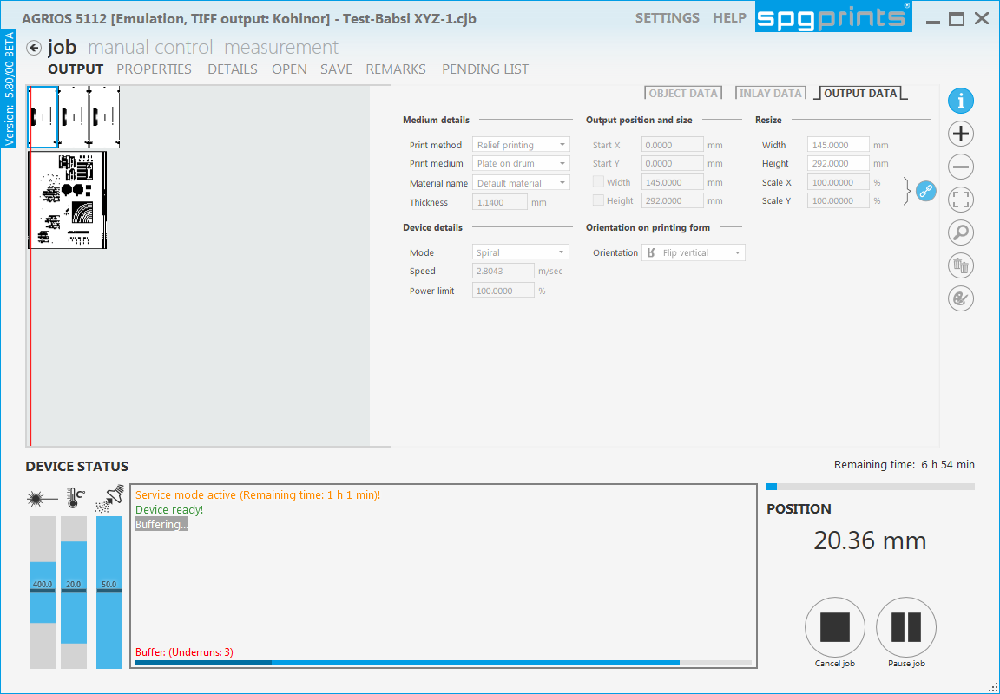 AGRIOS 5112 [Emulation, TIFF output: Kohinor] - Test-Babsi XYZ-1.cjb
SETTINGS HELP
spgprints®
Version: 5.80/00 BETA
job manual control measurement
OUTPUT PROPERTIES DETAILS OPEN SAVE REMARKS PENDING LIST
OBJECT DATA INLAY DATA OUTPUT DATA
Medium details
Print method Relief printing
Print medium Plate on drum
Material name Default material
Thickness 1.1400 mm
Device details
Mode Spiral
Speed 2.8043 m/sec
Power limit 100.0000 %
Output position and size
Start X 0.0000 mm
Start Y 0.0000 mm
Width 145.0000 mm
Height 292.0000 mm
Orientation on printing form
Orientation Flip vertical
Resize
Width 145.0000 mm
Height 292.0000 mm
Scale X 100.00000 %
Scale Y 100.00000 %
DEVICE STATUS
C°
400.0 20.0 50.0
Service mode active (Remaining time: 1 h 1 min)!
Device ready!
Buffering...
Buffer: (Underruns: 3)
Remaining time: 6 h 54 min
POSITION
20.36 mm
Cancel job Pause job